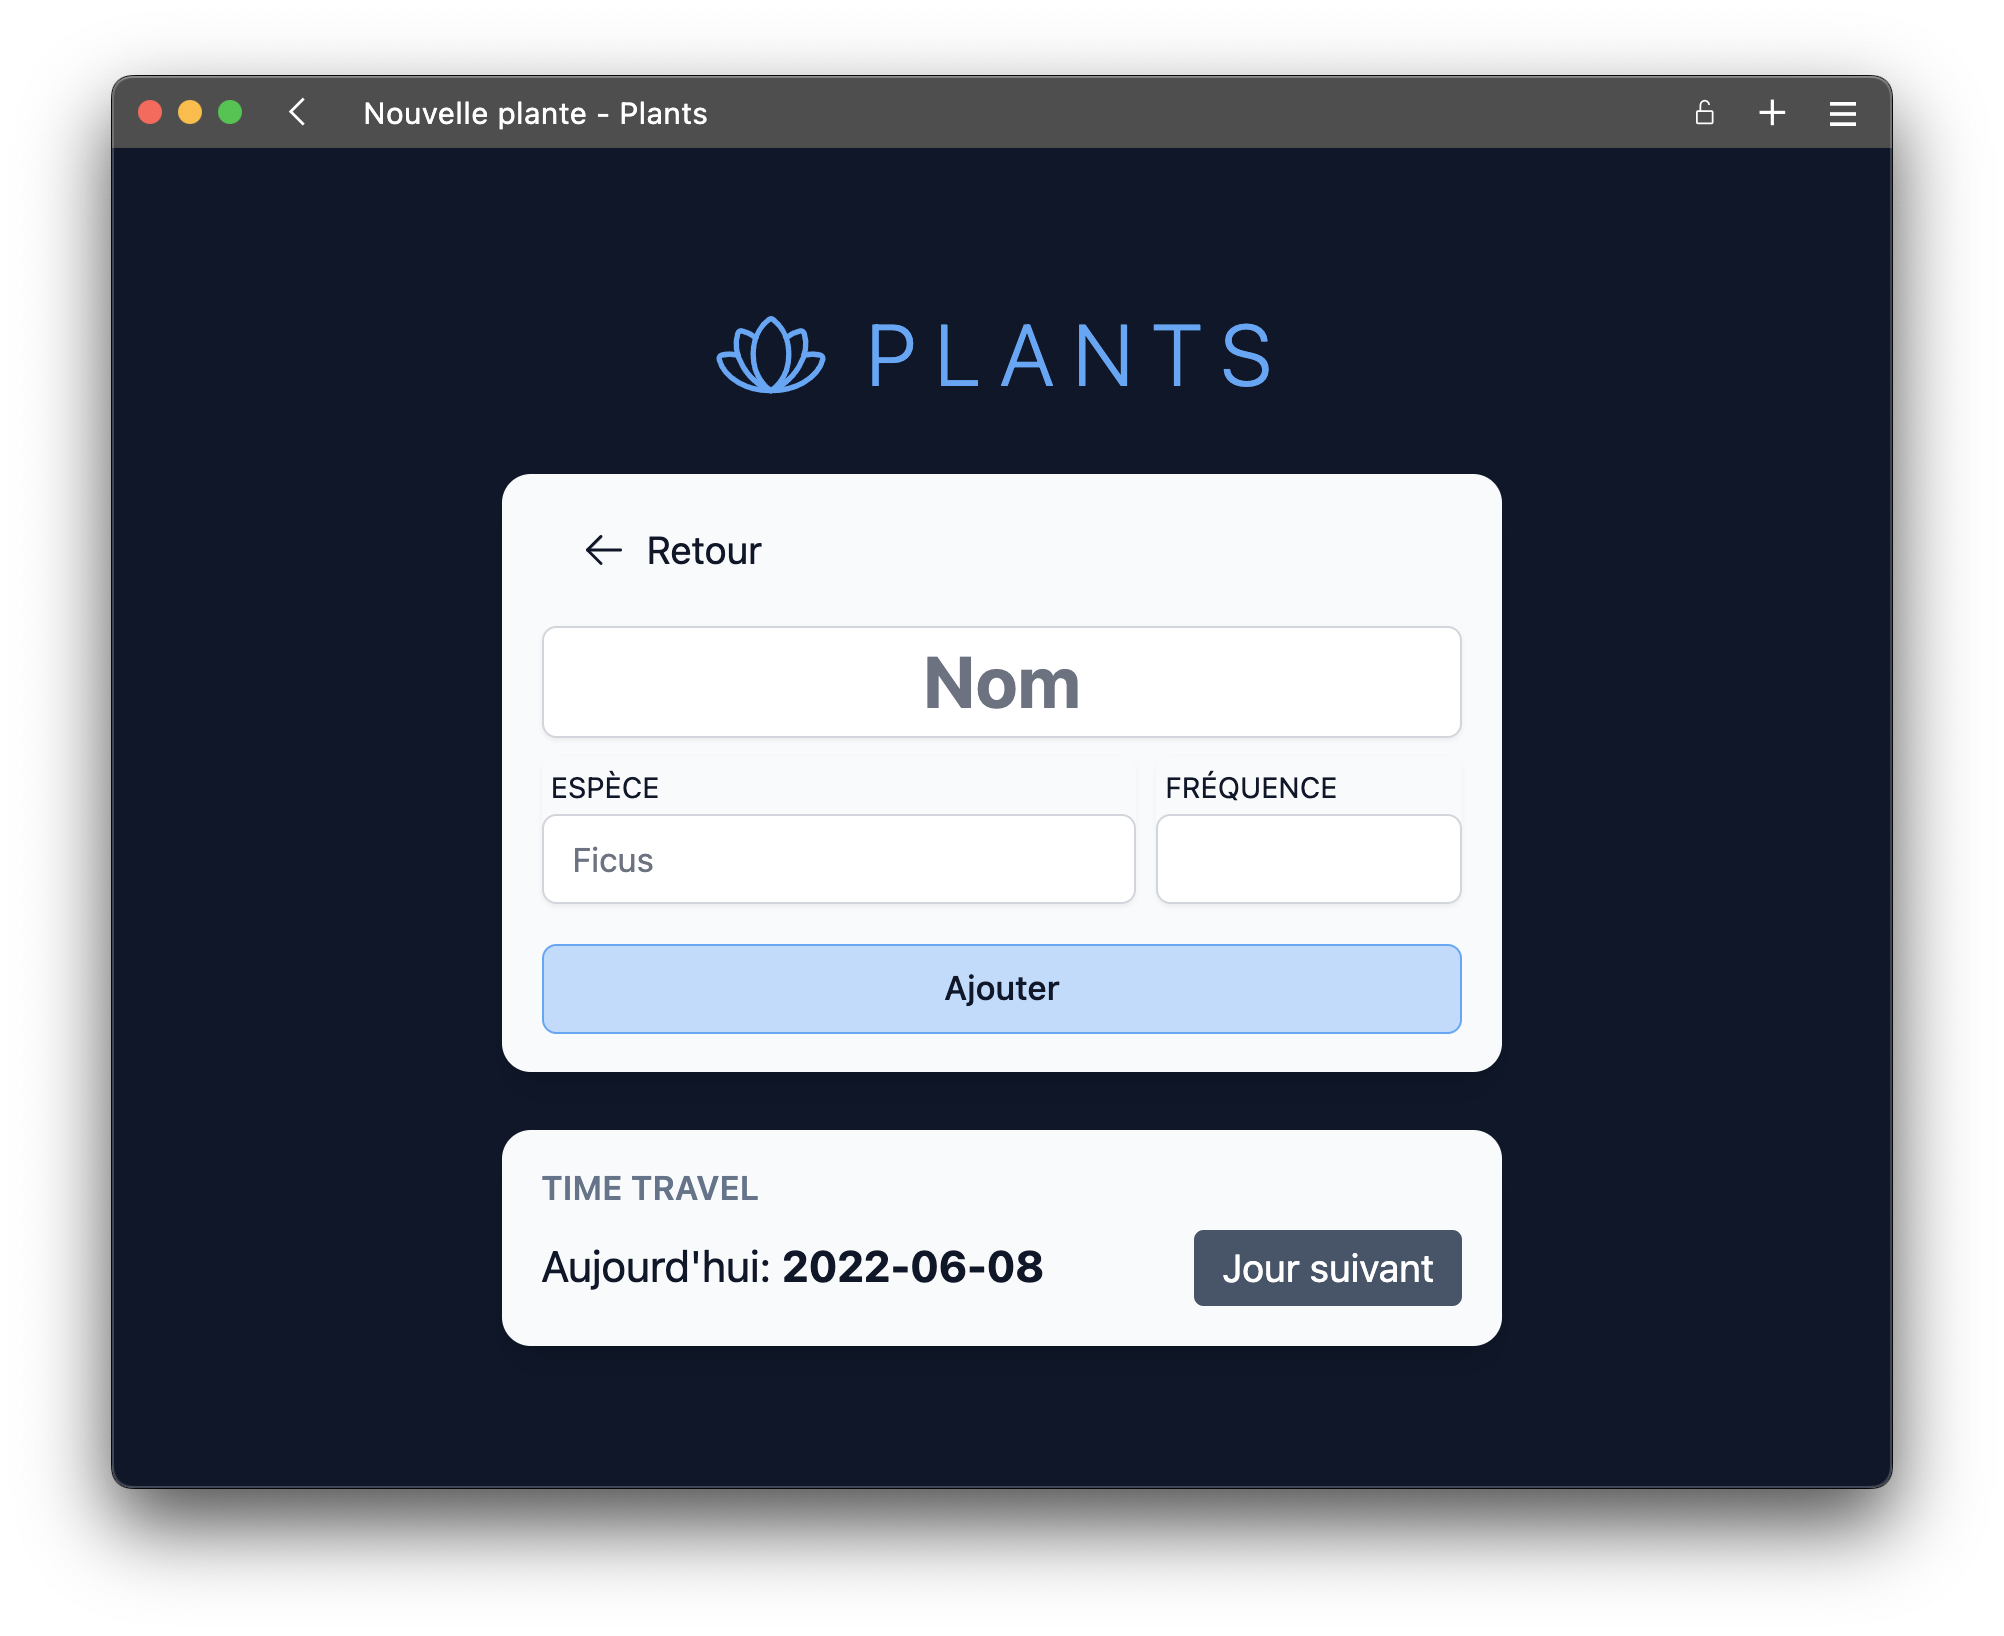 Nouvelle plante - Plants
PLANTS
Retour
Nom
ESPÈCE
FRÉQUENCE
Ficus
Ajouter
TIME TRAVEL
Aujourd'hui: 2022-06-08
Jour suivant